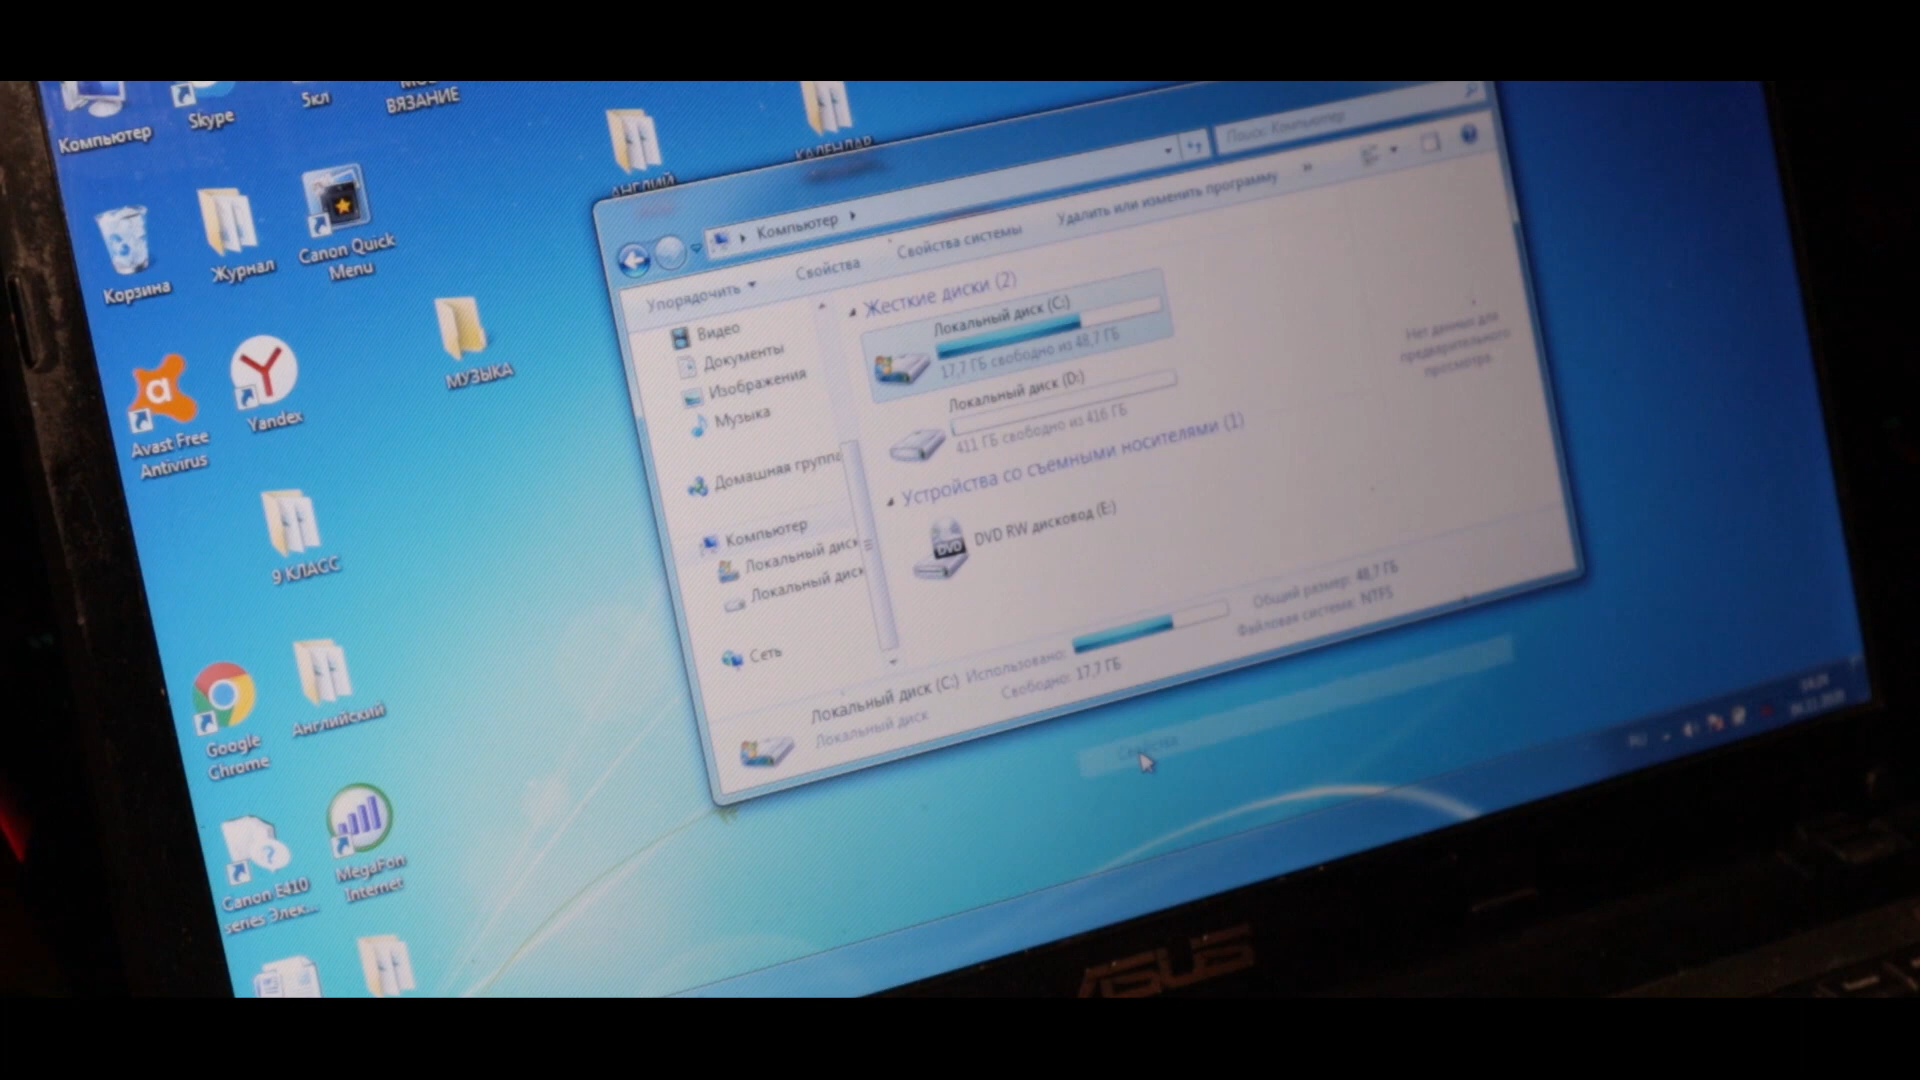 Компьютер
Skype
5кл
ВЯЗАНИЕ
АНГЛИЙ
КАЛЕНДАР
Корзина
Журнал
Canon Quick
Menu
Avast Free
Antivirus
Yandex
МУЗЫКА
9 КЛАСС
Google
Chrome
Английский
Canon E410
series Элек...
MegaFon
Internet
Компьютер
Поиск: Компьютер
Упорядочить
Свойства
Свойства системы
Удалить или изменить программу
»
Видео
Документы
Изображения
Музыка
Домашняя группа
Компьютер
Локальный диск
Локальный диск
Сеть
Жесткие диски (2)
Локальный диск (C:)
17,7 ГБ свободно из 48,7 ГБ
Локальный диск (D:)
411 ГБ свободно из 416 ГБ
Устройства со съемными носителями (1)
DVD RW дисковод (E:)
DVD
Нет данных для
предварительного
просмотра.
Локальный диск (C:) Использовано:
Общий размер: 48,7 ГБ
Локальный диск
Свободно: 17,7 ГБ
Файловая система: NTFS
Свойства
RU
ASUS